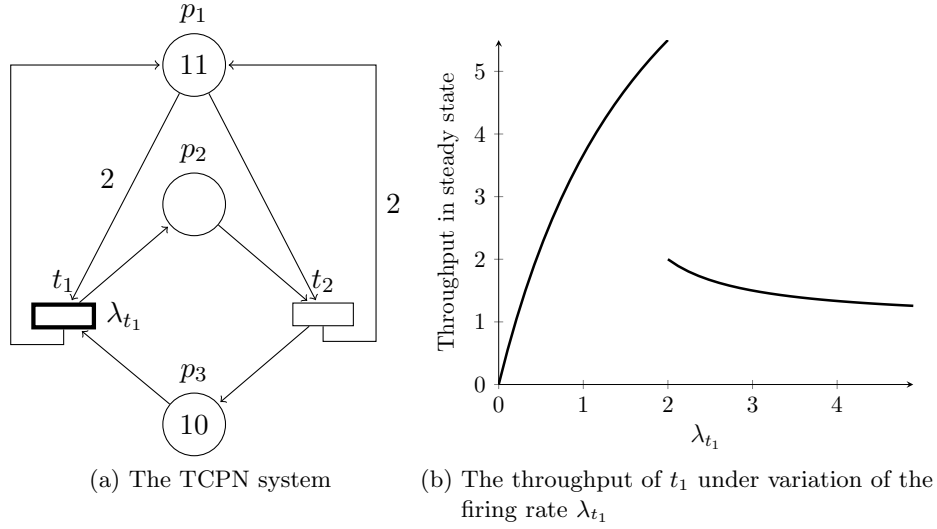 p₁
11
p₂
2
2
t₁
t₂
λₜ₁
p₃
10
(a) The TCPN system
Throughput in steady state
5
4
3
2
1
0
0 1 2 3 4
λₜ₁
(b) The throughput of t₁ under variation of the
firing rate λₜ₁